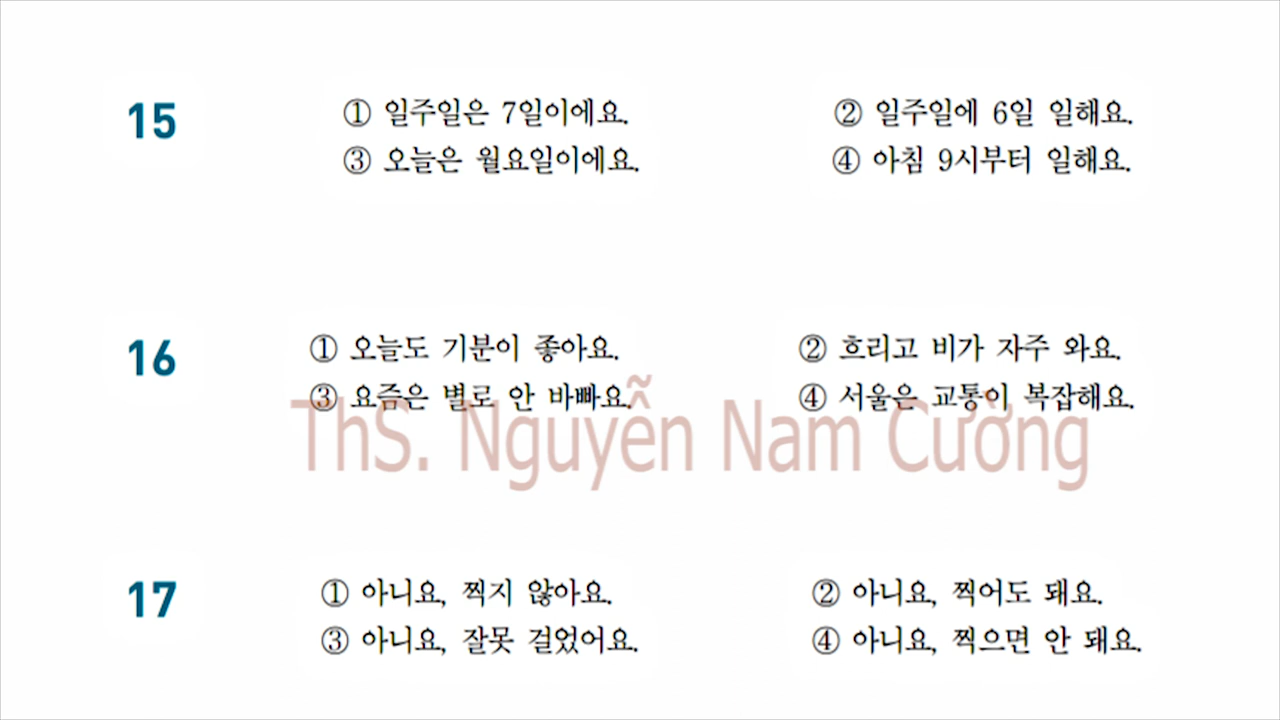 15
① 일주일은 7일이에요. ② 일주일에 6일 일해요.
③ 오늘은 월요일이에요. ④ 아침 9시부터 일해요.
16
① 오늘도 기분이 좋아요. ② 흐리고 비가 자주 와요.
③ 요즘은 별로 안 바빠요. ④ 서울은 교통이 복잡해요.
ThS. Nguyễn Nam Cường
17
① 아니요, 찍지 않아요. ② 아니요, 찍어도 돼요.
③ 아니요, 잘못 걸었어요. ④ 아니요, 찍으면 안 돼요.